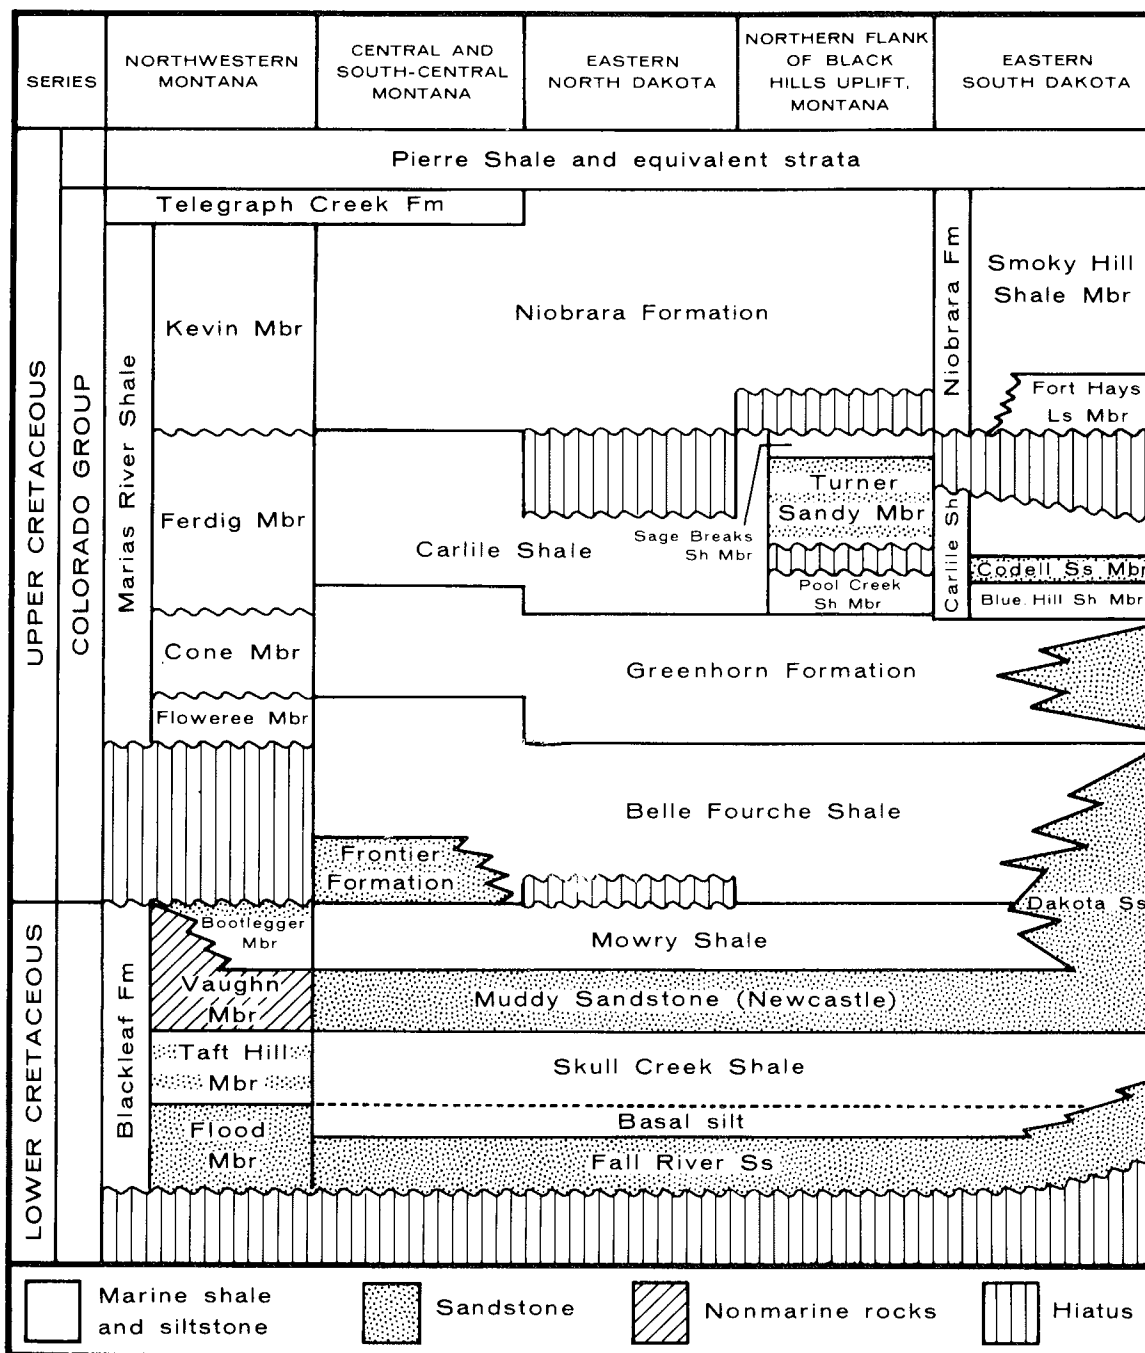 SERIES
NORTHWESTERN
MONTANA
CENTRAL AND
SOUTH-CENTRAL
MONTANA
EASTERN
NORTH DAKOTA
NORTHERN FLANK
OF BLACK
HILLS UPLIFT,
MONTANA
EASTERN
SOUTH DAKOTA
UPPER CRETACEOUS
COLORADO GROUP
Pierre Shale and equivalent strata
Telegraph Creek Fm
Marias River Shale
Kevin Mbr
Niobrara Formation
Niobrara Fm
Smoky Hill
Shale Mbr
Fort Hays
Ls Mbr
Ferdig Mbr
Carlile Shale
Sage Breaks
Sh Mbr
Turner
Sandy Mbr
Pool Creek
Sh Mbr
Carlile Sh
Codell Ss Mbr
Blue Hill Sh Mbr
Cone Mbr
Greenhorn Formation
Floweree Mbr
Belle Fourche Shale
Frontier
Formation
Dakota Ss
LOWER CRETACEOUS
Blackleaf Fm
Bootlegger
Mbr
Mowry Shale
Vaughn
Mbr
Muddy Sandstone (Newcastle)
Taft Hill
Mbr
Skull Creek Shale
Basal silt
Flood
Mbr
Fall River Ss
Marine shale
and siltstone
Sandstone
Nonmarine rocks
Hiatus